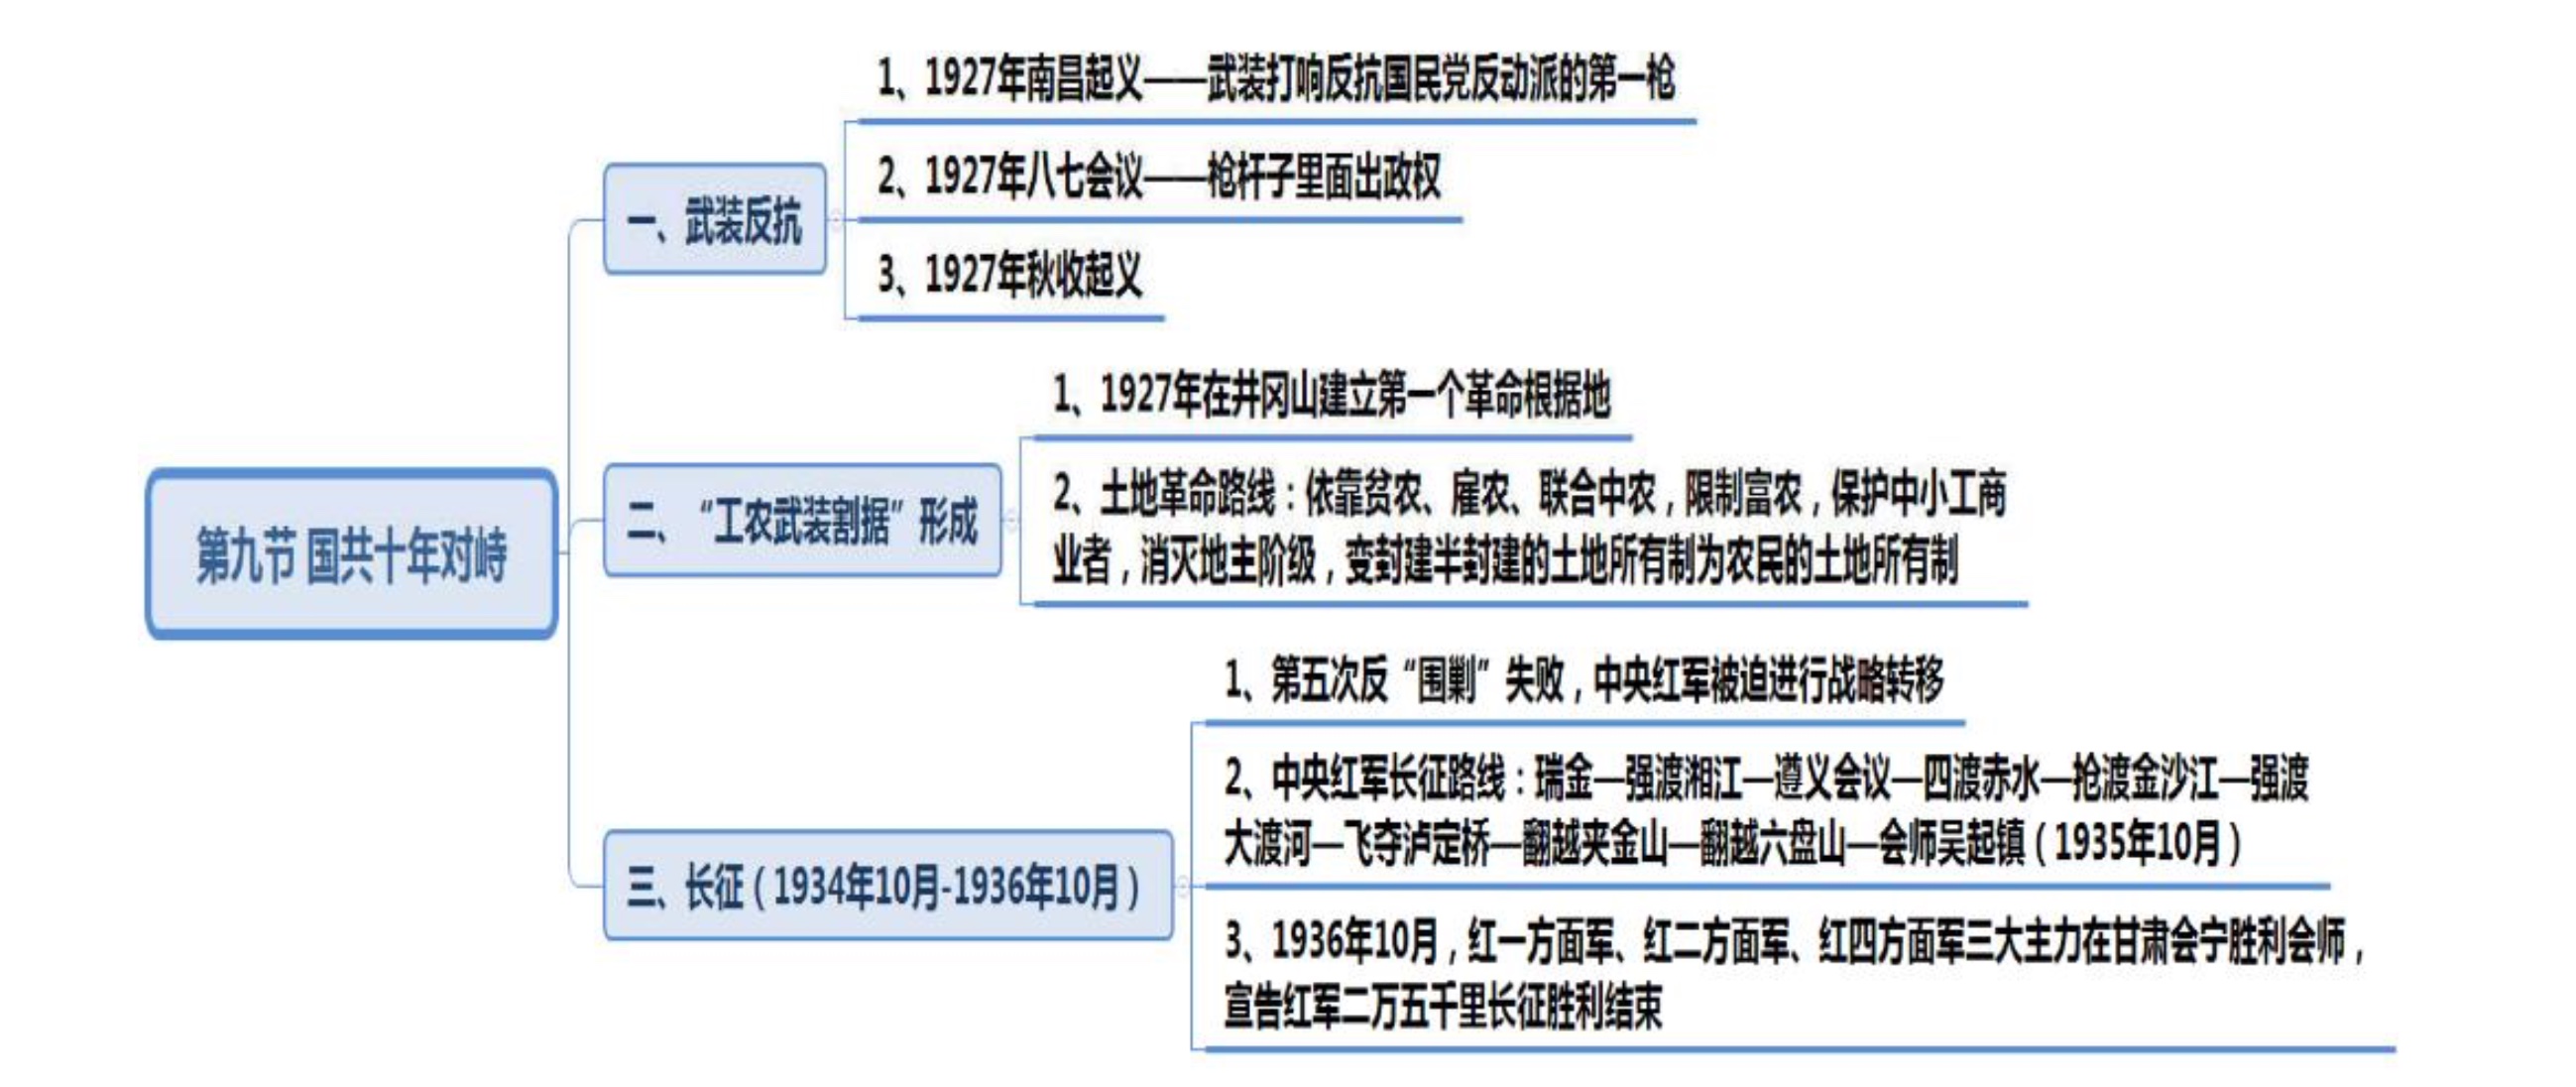 第九节 国共十年对峙
一、武装反抗
1、1927年南昌起义——武装打响反抗国民党反动派的第一枪
2、1927年八七会议——枪杆子里面出政权
3、1927年秋收起义
二、“工农武装割据”形成
1、1927年在井冈山建立第一个革命根据地
2、土地革命路线：依靠贫农、雇农、联合中农，限制富农，保护中小工商
业者，消灭地主阶级，变封建半封建的土地所有制为农民的土地所有制
三、长征（1934年10月-1936年10月）
1、第五次反“围剿”失败，中央红军被迫进行战略转移
2、中央红军长征路线：瑞金—强渡湘江—遵义会议—四渡赤水—抢渡金沙江—强渡
大渡河—飞夺泸定桥—翻越夹金山—翻越六盘山—会师吴起镇（1935年10月）
3、1936年10月，红一方面军、红二方面军、红四方面军三大主力在甘肃会宁胜利会师，
宣告红军二万五千里长征胜利结束